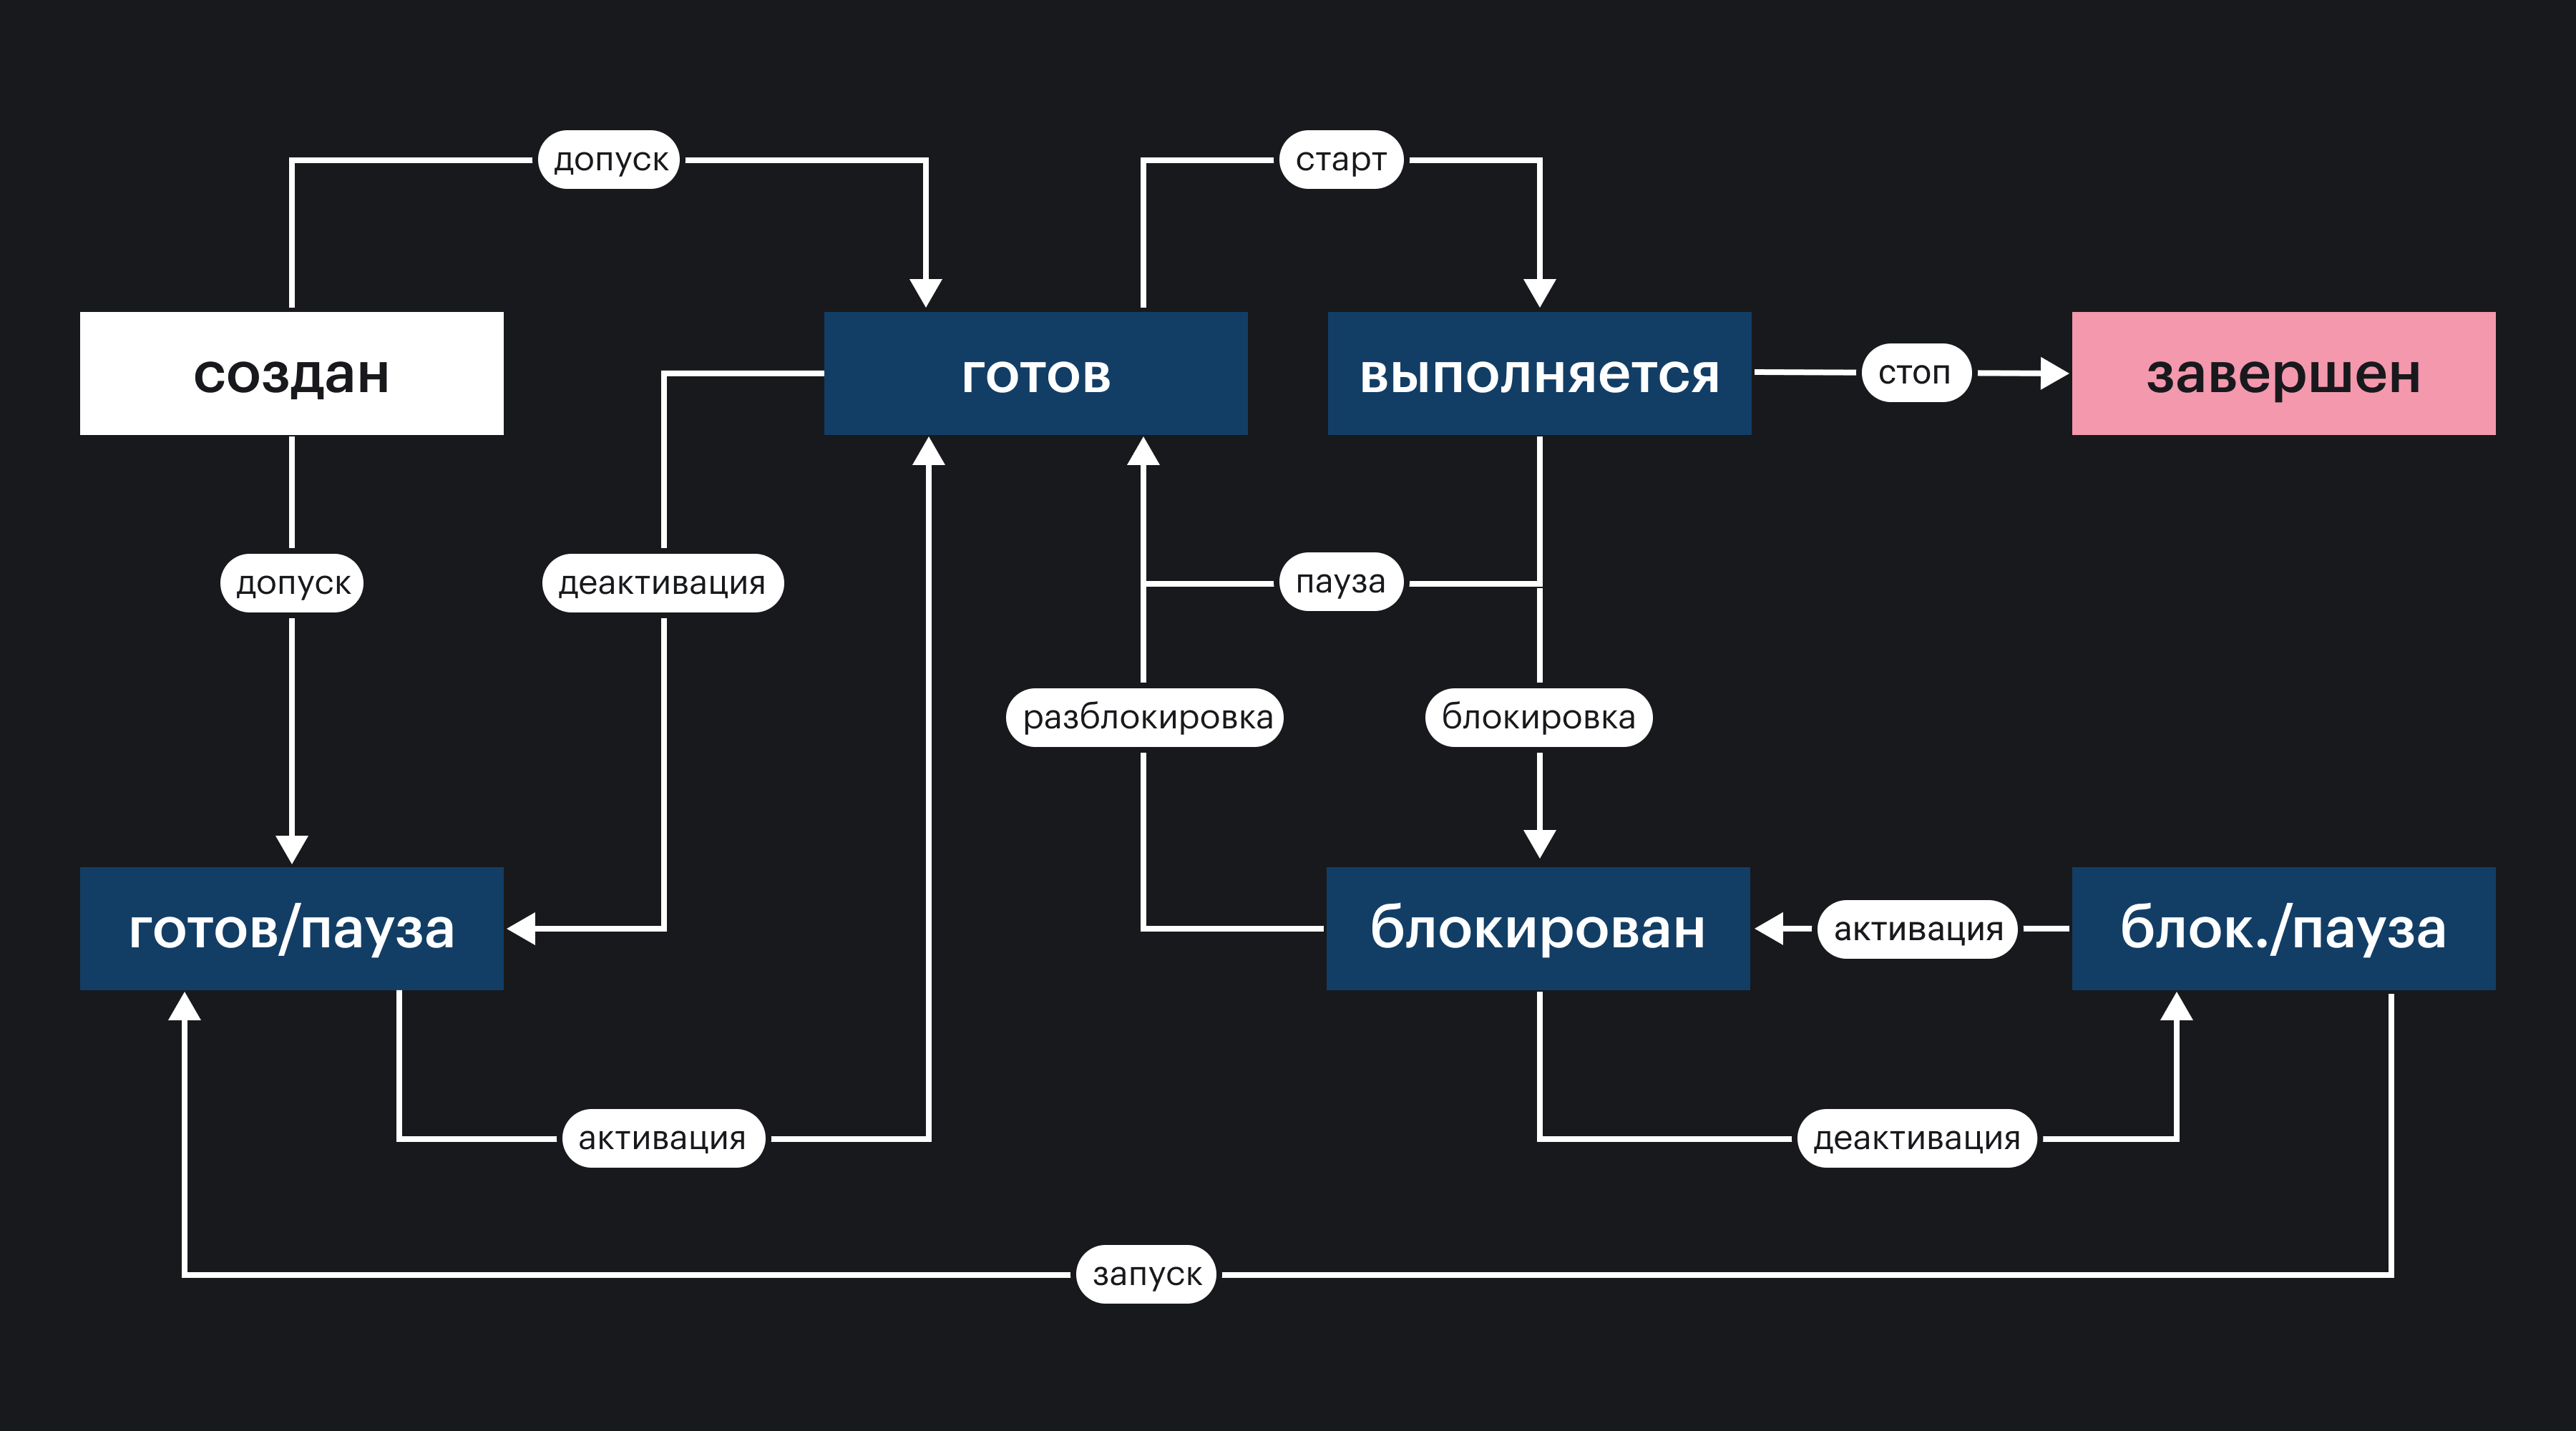 допуск
старт
создан
готов
выполняется
стоп
завершен
допуск
деактивация
пауза
разблокировка
блокировка
готов/пауза
блокирован
активация
блок./пауза
активация
деактивация
запуск